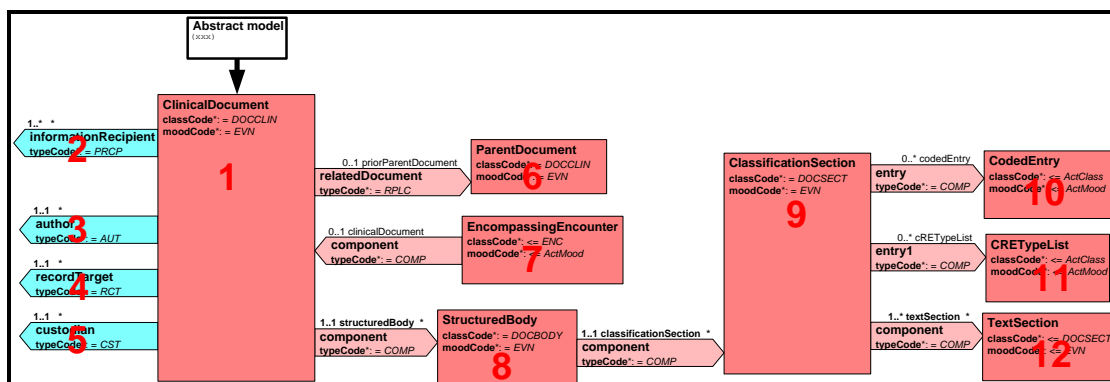 Abstract model
(xxx)
ClinicalDocument
classCode*: = DOCCLIN
moodCode*: = EVN
1
1..* *
informationRecipient
typeCode*: = PRCP
2
1..1 *
author
typeCode*: = AUT
3
1..1 *
recordTarget
typeCode*: = RCT
4
1..1 *
custodian
typeCode*: = CST
5
0..1 priorParentDocument
relatedDocument
typeCode*: = RPLC
ParentDocument
classCode*: = DOCCLIN
moodCode*: = EVN
6
0..1 clinicalDocument
component
typeCode*: = COMP
EncompassingEncounter
classCode*: <= ENC
moodCode*: <= ActMood
7
1..1 structuredBody *
component
typeCode*: = COMP
StructuredBody
classCode*: = DOCBODY
moodCode*: = EVN
8
1..1 classificationSection *
component
typeCode*: = COMP
ClassificationSection
classCode*: = DOCSECT
moodCode*: = EVN
9
0..* codedEntry
entry
typeCode*: = COMP
CodedEntry
classCode*: <= ActClass
moodCode*: <= ActMood
10
0..* cRETypeList
entry1
typeCode*: = COMP
CRETypeList
classCode*: <= ActClass
moodCode*: <= ActMood
11
1..* textSection *
component
typeCode*: = COMP
TextSection
classCode*: <= DOCSECT
moodCode*: <= EVN
12